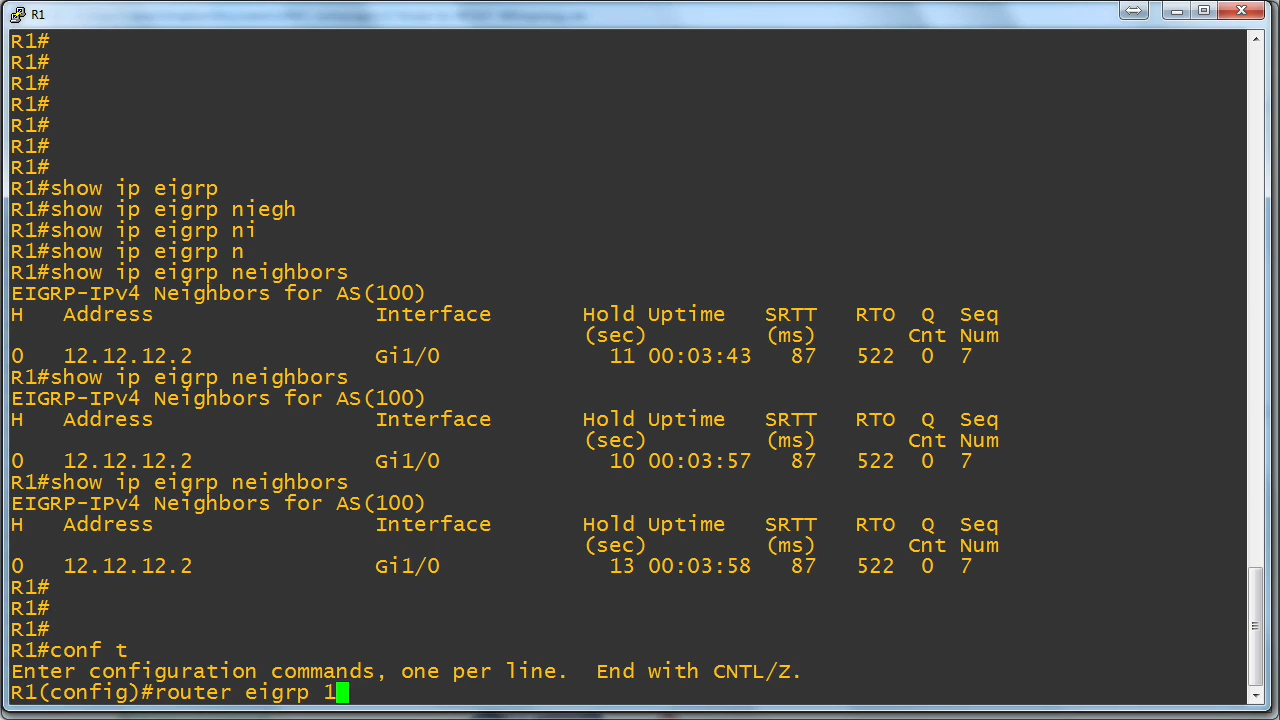 R1
R1#
R1#
R1#
R1#
R1#
R1#
R1#
R1#show ip eigrp
R1#show ip eigrp niegh
R1#show ip eigrp ni
R1#show ip eigrp n
R1#show ip eigrp neighbors
EIGRP-IPv4 Neighbors for AS(100)
H   Address                 Interface       Hold Uptime   SRTT   RTO  Q  Seq
                                            (sec)         (ms)       Cnt Num
0   12.12.12.2              Gi1/0             11 00:03:43   87   522  0  7
R1#show ip eigrp neighbors
EIGRP-IPv4 Neighbors for AS(100)
H   Address                 Interface       Hold Uptime   SRTT   RTO  Q  Seq
                                            (sec)         (ms)       Cnt Num
0   12.12.12.2              Gi1/0             10 00:03:57   87   522  0  7
R1#show ip eigrp neighbors
EIGRP-IPv4 Neighbors for AS(100)
H   Address                 Interface       Hold Uptime   SRTT   RTO  Q  Seq
                                            (sec)         (ms)       Cnt Num
0   12.12.12.2              Gi1/0             13 00:03:58   87   522  0  7
R1#
R1#
R1#
R1#conf t
Enter configuration commands, one per line.  End with CNTL/Z.
R1(config)#router eigrp 1